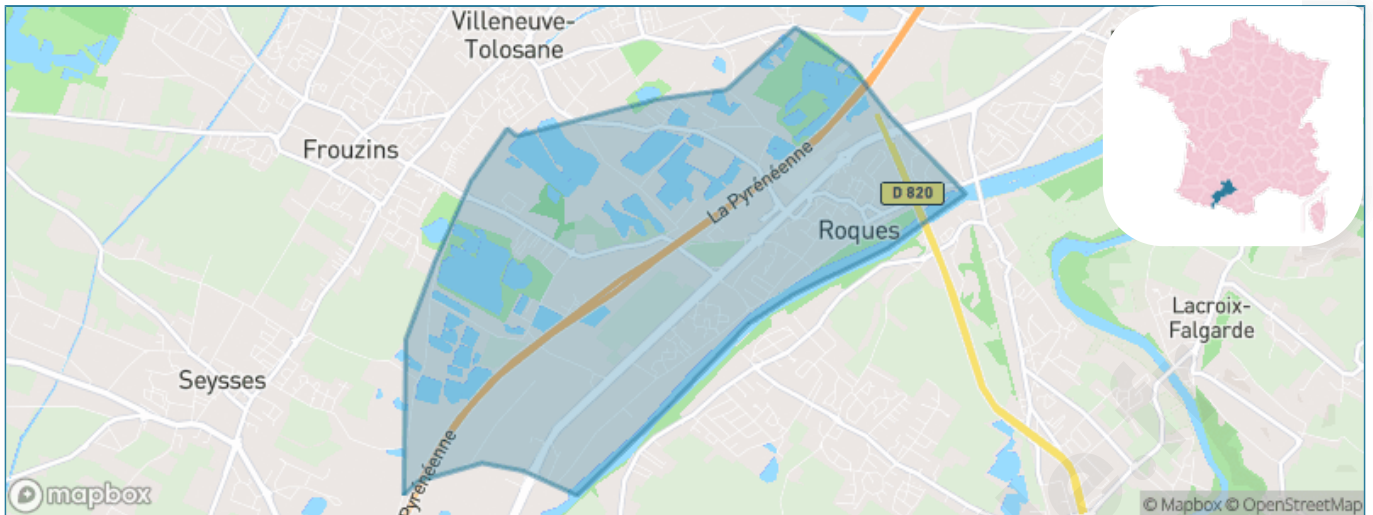 Villeneuve-
Tolosane
Frouzins
La Pyrénéenne
D 820
Roques
Lacroix-
Falgarde
Seysses
Pyrénéenne
mapbox
© Mapbox © OpenStreetMap